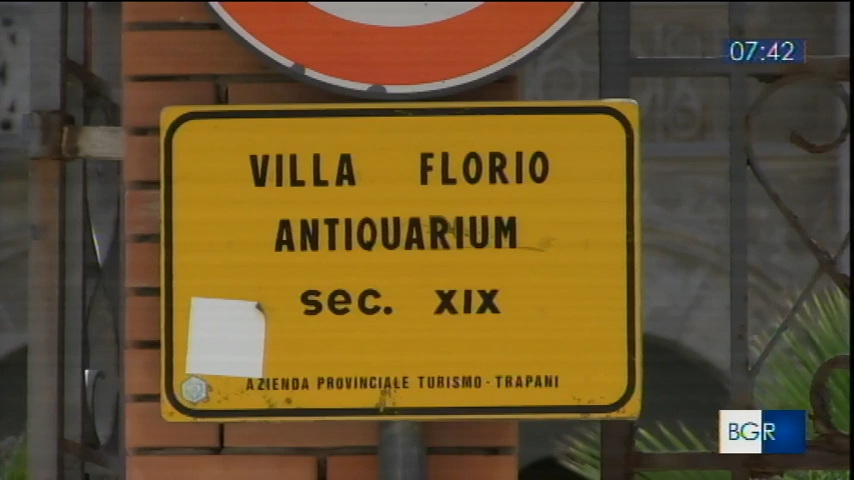 07:42
VILLA FLORIO
ANTIQUARIUM
sec. XIX
AZIENDA PROVINCIALE TURISMO-TRAPANI
BGR